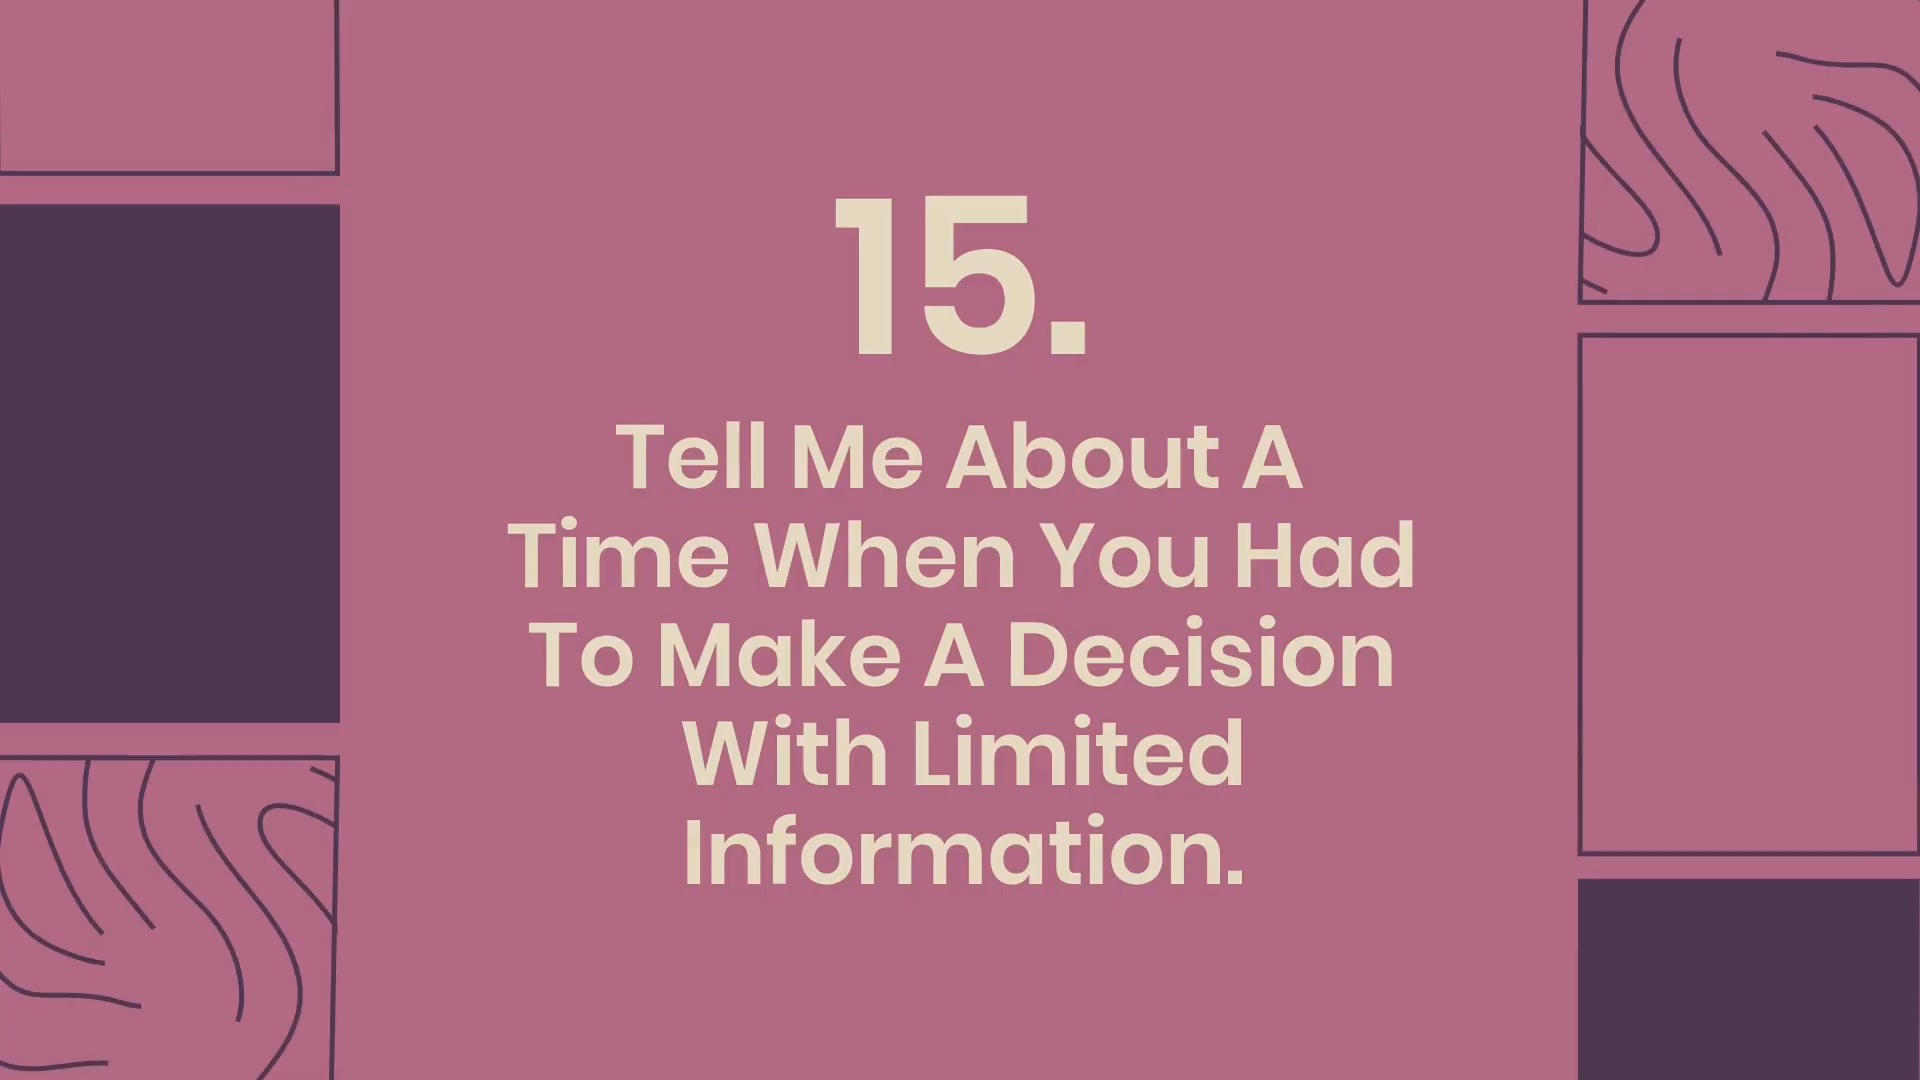 15.
Tell Me About A
Time When You Had
To Make A Decision
With Limited
Information.